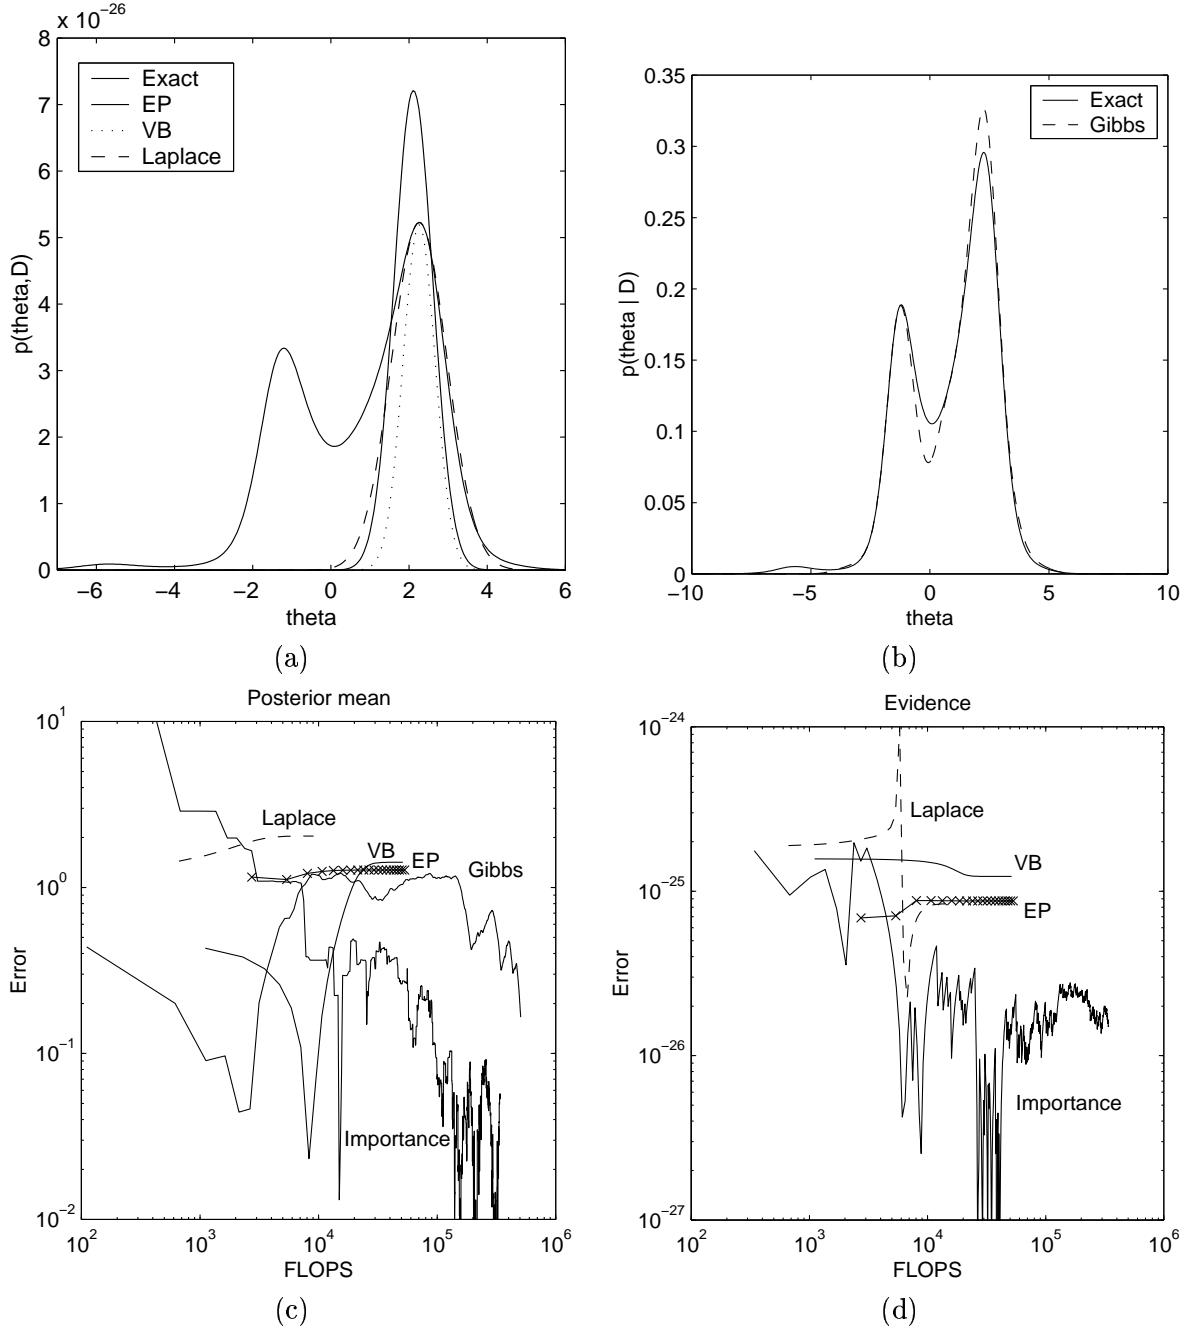 x 10−26
8
7
6
5
4
3
2
1
0
p(theta,D)
Exact
EP
VB
Laplace
−6 −4 −2 0 2 4 6
theta
(a)
0.35
0.3
0.25
0.2
0.15
0.1
0.05
0
p(theta | D)
Exact
Gibbs
−10 −5 0 5 10
theta
(b)
Posterior mean
10^1
10^0
10^−1
10^−2
Error
Laplace
VB
EP
Gibbs
Importance
10^2 10^3 10^4 10^5 10^6
FLOPS
(c)
Evidence
10^−24
10^−25
10^−26
10^−27
Error
Laplace
VB
EP
Importance
10^2 10^3 10^4 10^5 10^6
FLOPS
(d)